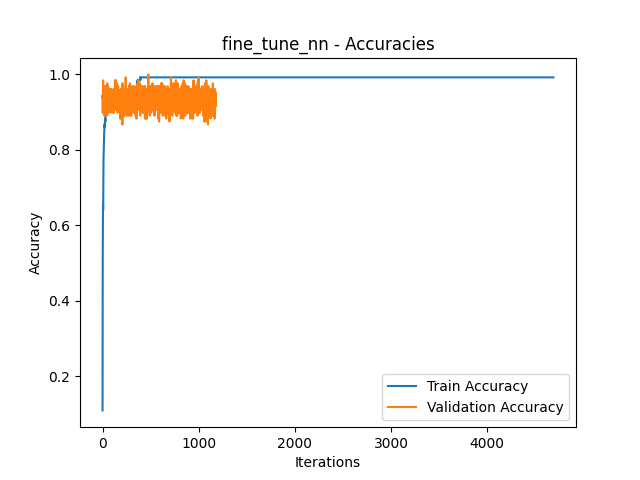 fine_tune_nn - Accuracies
1.0
0.8
0.6
0.4
0.2
Accuracy
Train Accuracy
Validation Accuracy
0 1000 2000 3000 4000
Iterations